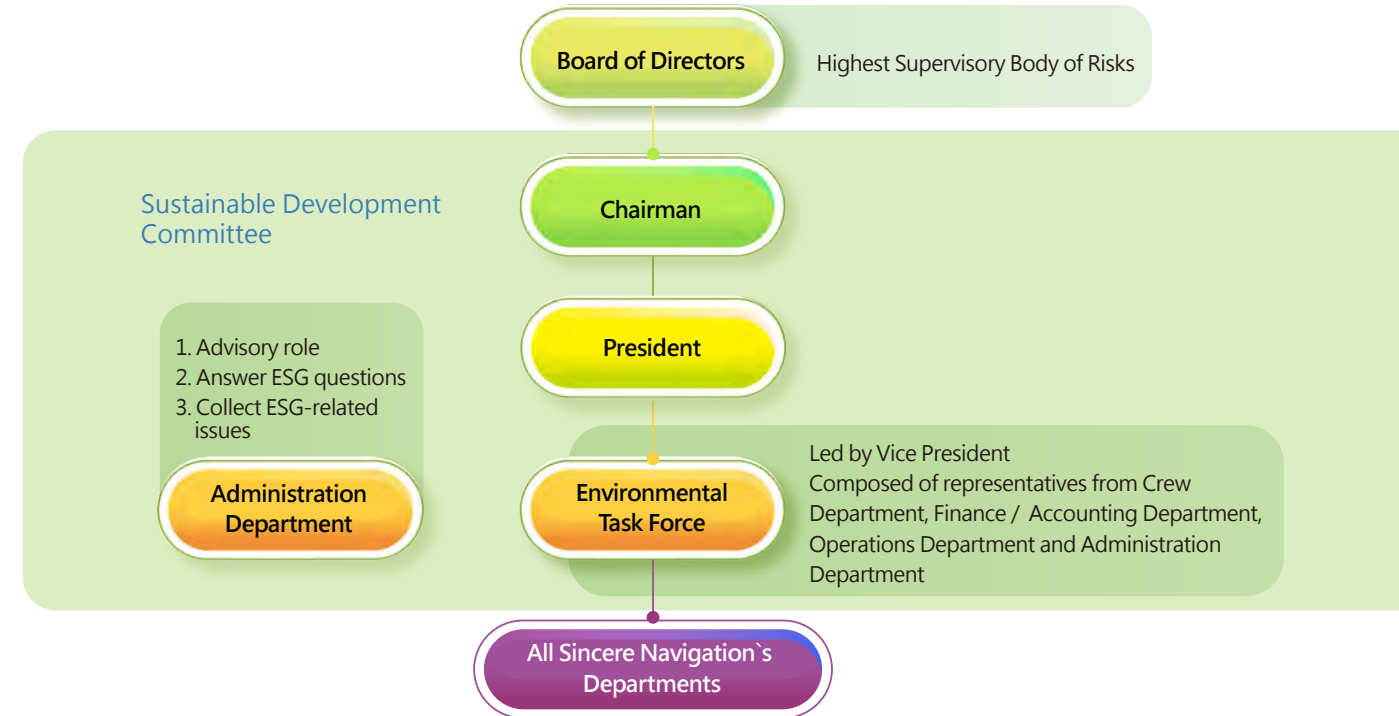 Board of Directors
Highest Supervisory Body of Risks
Sustainable Development
Committee
Chairman
President
1. Advisory role
2. Answer ESG questions
3. Collect ESG-related
issues
Administration
Department
Environmental
Task Force
Led by Vice President
Composed of representatives from Crew
Department, Finance / Accounting Department,
Operations Department and Administration
Department
All Sincere Navigation`s
Departments